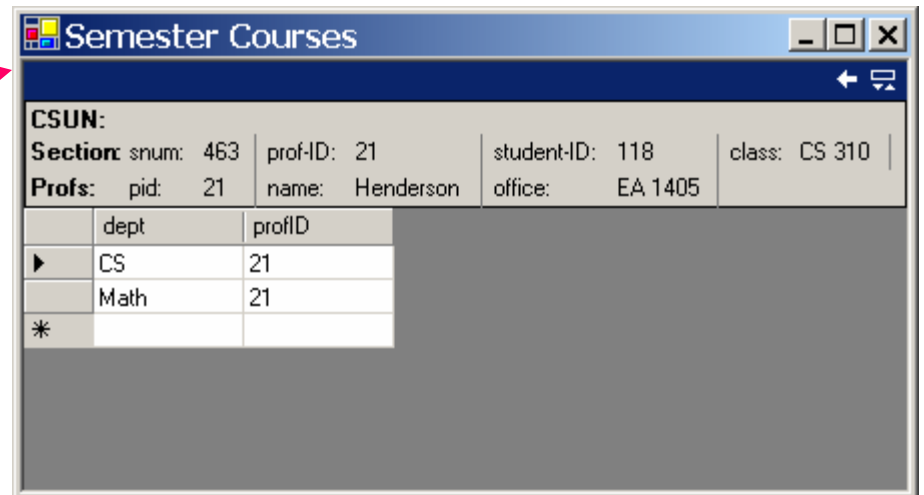 Semester Courses
CSUN:
Section: snum: 463 prof-ID: 21 student-ID: 118 class: CS 310
Profs: pid: 21 name: Henderson office: EA 1405
dept profID
CS 21
Math 21